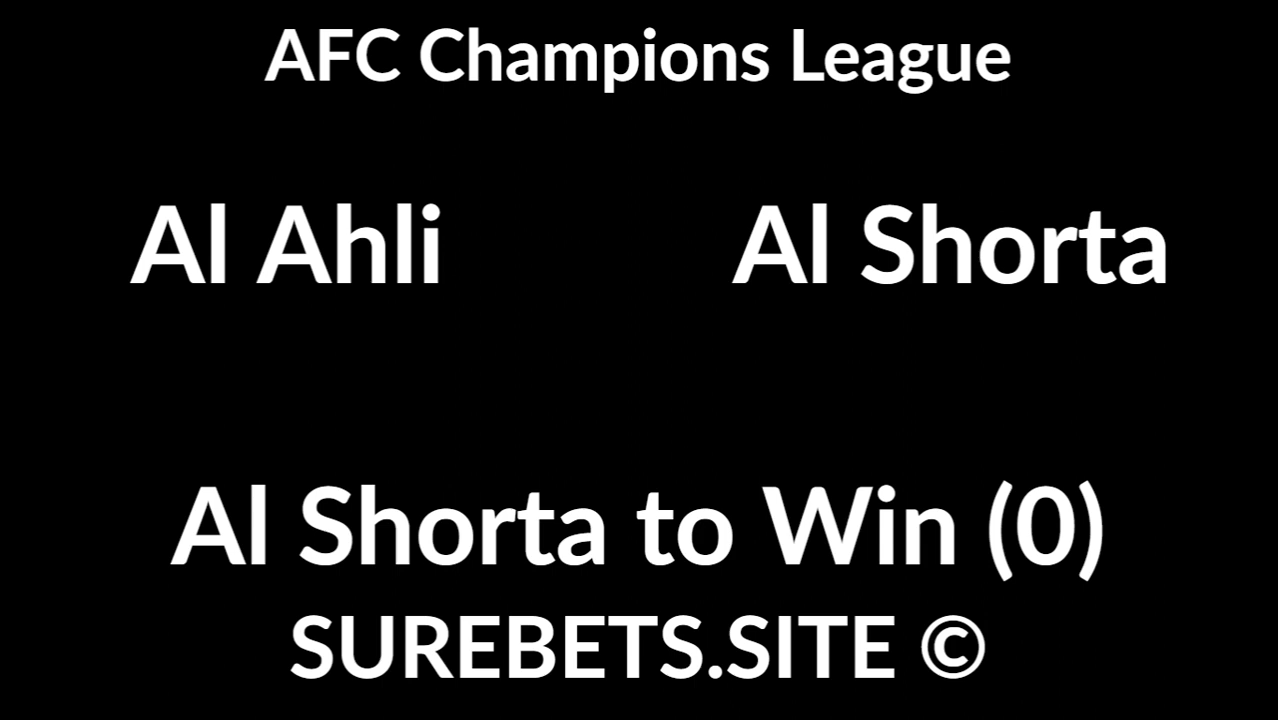 AFC Champions League
Al Ahli Al Shorta
Al Shorta to Win (0)
SUREBETS.SITE ©